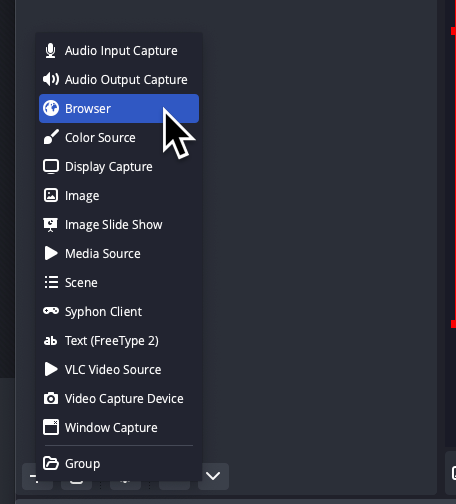 Audio Input Capture
Audio Output Capture
Browser
Color Source
Display Capture
Image
Image Slide Show
Media Source
Scene
Syphon Client
ab Text (FreeType 2)
VLC Video Source
Video Capture Device
Window Capture
Group